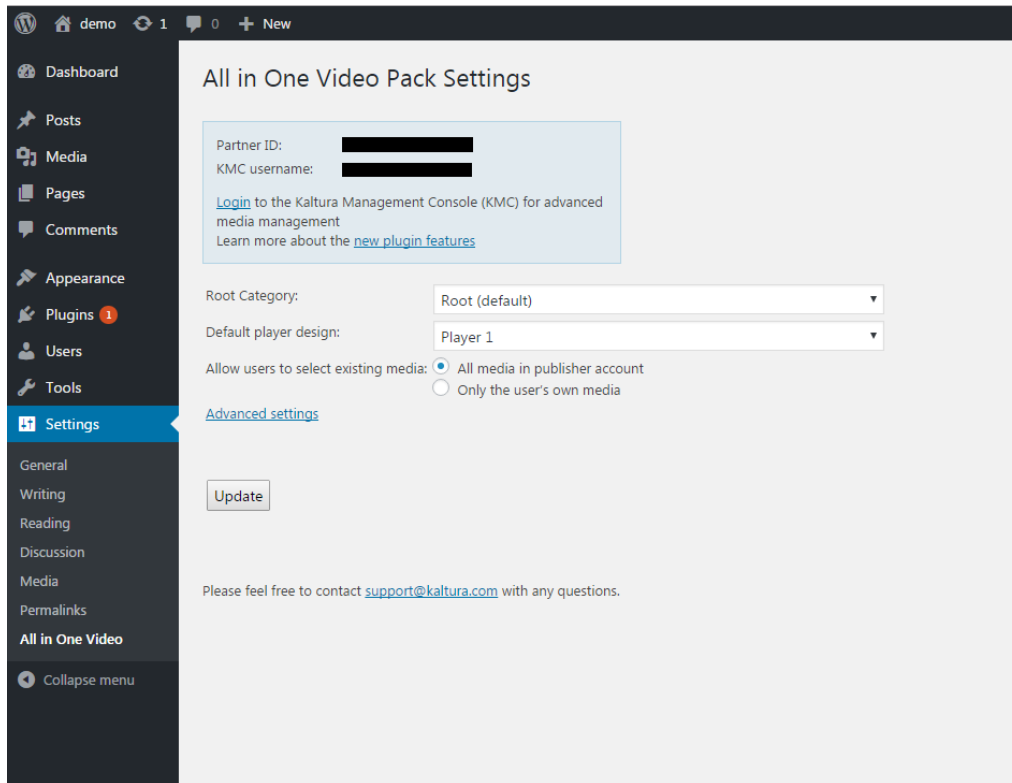 demo 1 0 New
Dashboard
Posts
Media
Pages
Comments
Appearance
Plugins 1
Users
Tools
Settings
General
Writing
Reading
Discussion
Media
Permalinks
All in One Video
Collapse menu
All in One Video Pack Settings
Partner ID:
KMC username:
Login to the Kaltura Management Console (KMC) for advanced
media management
Learn more about the new plugin features
Root Category: Root (default)
Default player design: Player 1
Allow users to select existing media: All media in publisher account
Only the user's own media
Advanced settings
Update
Please feel free to contact support@kaltura.com with any questions.